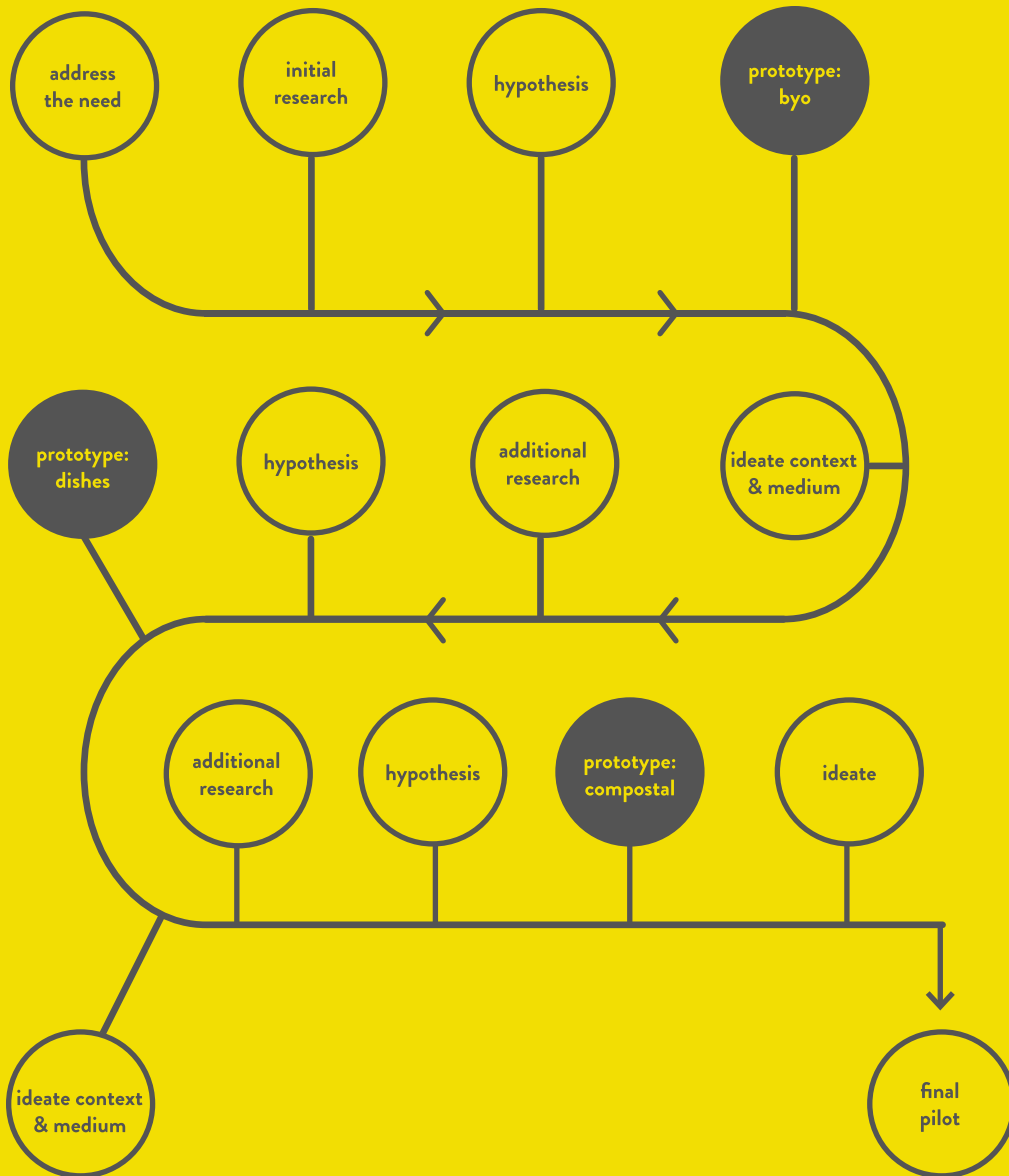 address
the need
initial
research
hypothesis
prototype:
byo
ideate context
& medium
additional
research
hypothesis
prototype:
dishes
ideate context
& medium
additional
research
hypothesis
prototype:
compostal
ideate
final
pilot